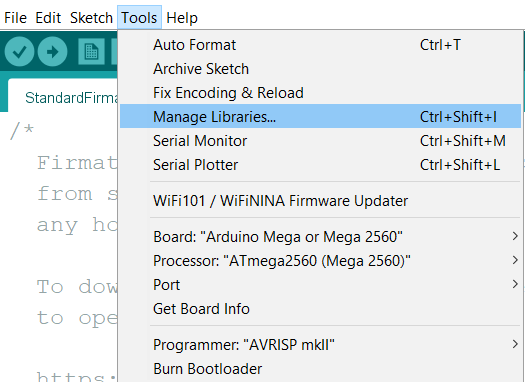 File Edit Sketch Tools Help
Auto Format Ctrl+T
Archive Sketch
Fix Encoding & Reload
Manage Libraries... Ctrl+Shift+I
Serial Monitor Ctrl+Shift+M
Serial Plotter Ctrl+Shift+L
WiFi101 / WiFiNINA Firmware Updater
Board: "Arduino Mega or Mega 2560"
Processor: "ATmega2560 (Mega 2560)"
Port
Get Board Info
Programmer: "AVRISP mkII"
Burn Bootloader
StandardFirma
/*
Firmat
from s
any ho
To dow
to ope
https: